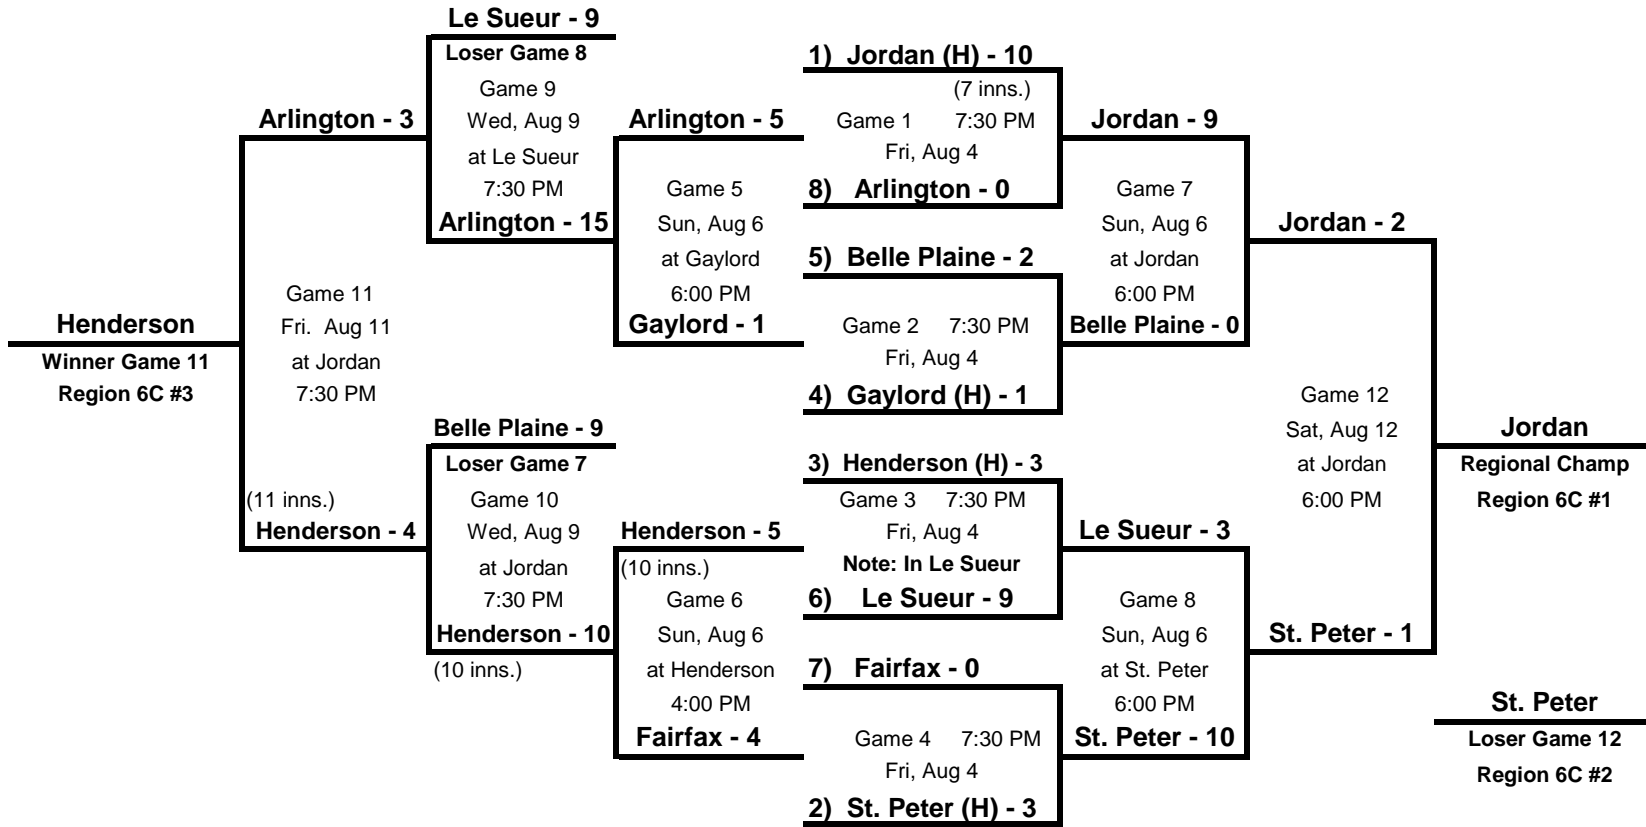 Le Sueur - 9
Loser Game 8
Game 9
Wed, Aug 9
at Le Sueur
7:30 PM
Arlington - 15
Arlington - 3
Game 11
Fri.  Aug 11
at Jordan
7:30 PM
Henderson
Winner Game 11
Region 6C #3
Belle Plaine - 9
Loser Game 7
Game 10
Wed, Aug 9
at Jordan
7:30 PM
Henderson - 10
(10 inns.)
(11 inns.)
Henderson - 4
Arlington - 5
Game 5
Sun, Aug 6
at Gaylord
6:00 PM
Gaylord - 1
Henderson - 5
(10 inns.)
Game 6
Sun, Aug 6
at Henderson
4:00 PM
Fairfax - 4
1)  Jordan (H) - 10
(7 inns.)
Game 1   7:30 PM
Fri, Aug 4
8)   Arlington - 0
5)  Belle Plaine - 2
Game 2   7:30 PM
Fri, Aug 4
4)  Gaylord (H) - 1
3)  Henderson (H) - 3
Game 3   7:30 PM
Fri, Aug 4
Note: In Le Sueur
6)    Le Sueur - 9
7)   Fairfax - 0
Game 4   7:30 PM
Fri, Aug 4
2)  St. Peter (H) - 3
Jordan - 9
Game 7
Sun, Aug 6
at Jordan
6:00 PM
Belle Plaine - 0
Le Sueur - 3
Game 8
Sun, Aug 6
at St. Peter
6:00 PM
St. Peter - 10
Jordan - 2
Game 12
Sat, Aug 12
at Jordan
6:00 PM
St. Peter - 1
Jordan
Regional Champ
Region 6C #1
St. Peter
Loser Game 12
Region 6C #2